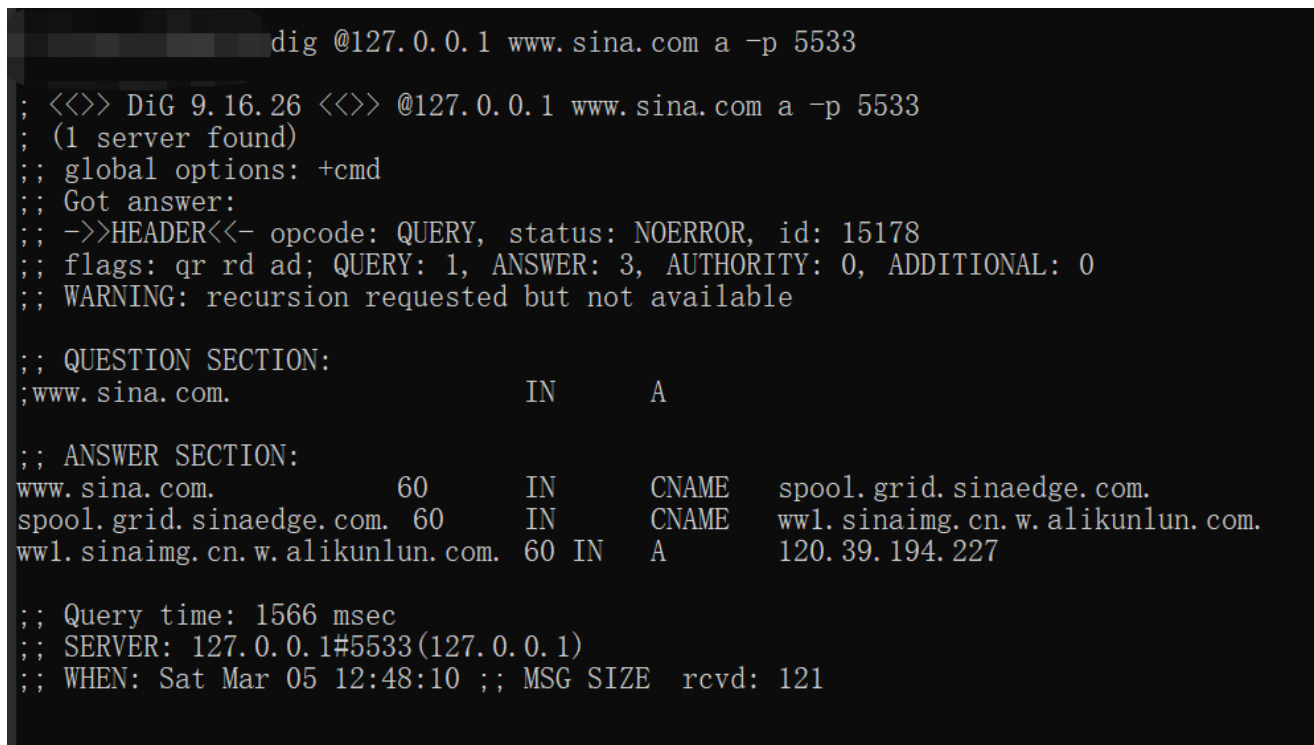 dig @127.0.0.1 www.sina.com a -p 5533
; <<>> DiG 9.16.26 <<>> @127.0.0.1 www.sina.com a -p 5533
; (1 server found)
;; global options: +cmd
;; Got answer:
;; ->>HEADER<<- opcode: QUERY, status: NOERROR, id: 15178
;; flags: qr rd ad; QUERY: 1, ANSWER: 3, AUTHORITY: 0, ADDITIONAL: 0
;; WARNING: recursion requested but not available
;; QUESTION SECTION:
;www.sina.com. IN A
;; ANSWER SECTION:
www.sina.com. 60 IN CNAME spool.grid.sinaedge.com.
spool.grid.sinaedge.com. 60 IN CNAME ww1.sinaimg.cn.w.alikunlun.com.
ww1.sinaimg.cn.w.alikunlun.com. 60 IN A 120.39.194.227
;; Query time: 1566 msec
;; SERVER: 127.0.0.1#5533(127.0.0.1)
;; WHEN: Sat Mar 05 12:48:10 ;; MSG SIZE rcvd: 121